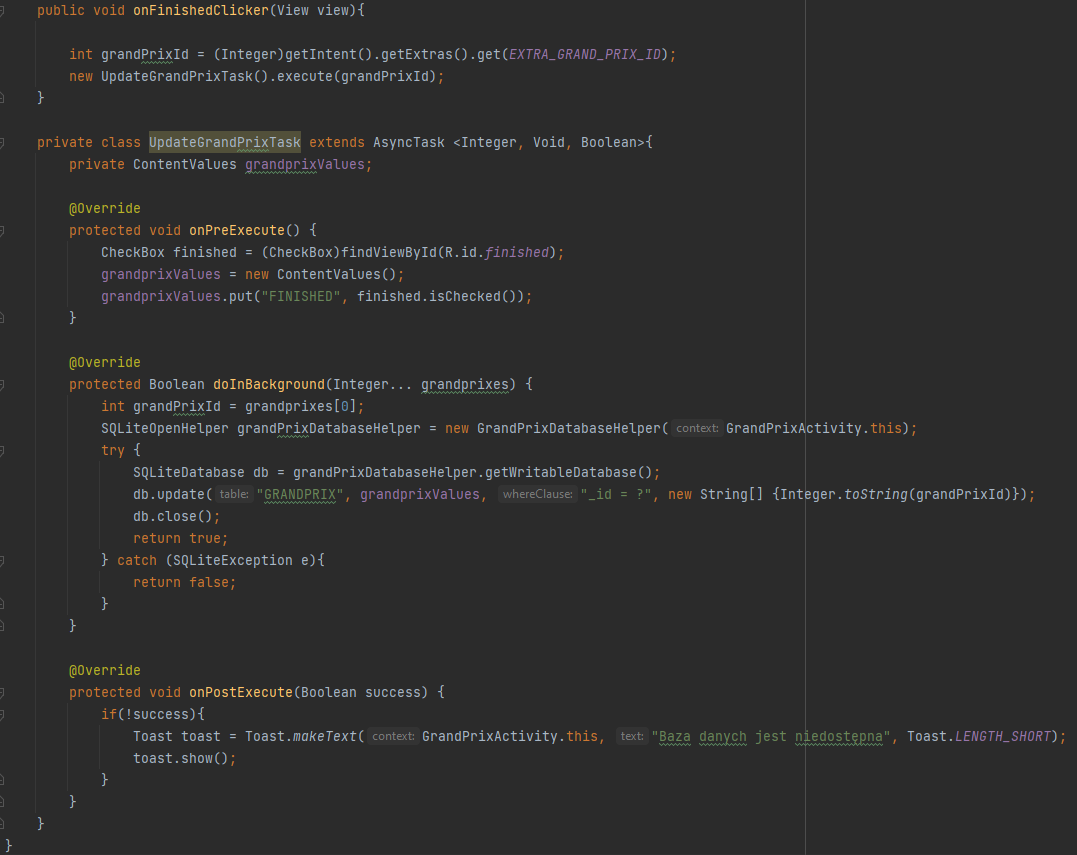 public void onFinishedClicker(View view){
int grandPrixId = (Integer)getIntent().getExtras().get(EXTRA_GRAND_PRIX_ID);
new UpdateGrandPrixTask().execute(grandPrixId);
}
private class UpdateGrandPrixTask extends AsyncTask <Integer, Void, Boolean>{
private ContentValues grandprixValues;
@Override
protected void onPreExecute() {
CheckBox finished = (CheckBox)findViewById(R.id.finished);
grandprixValues = new ContentValues();
grandprixValues.put("FINISHED", finished.isChecked());
}
@Override
protected Boolean doInBackground(Integer... grandprixes) {
int grandPrixId = grandprixes[0];
SQLiteOpenHelper grandPrixDatabaseHelper = new GrandPrixDatabaseHelper( context: GrandPrixActivity.this);
try {
SQLiteDatabase db = grandPrixDatabaseHelper.getWritableDatabase();
db.update( table: "GRANDPRIX", grandprixValues, whereClause: "_id = ?", new String[] {Integer.toString(grandPrixId)});
db.close();
return true;
} catch (SQLiteException e){
return false;
}
}
@Override
protected void onPostExecute(Boolean success) {
if(!success){
Toast toast = Toast.makeText( context: GrandPrixActivity.this, text: "Baza danych jest niedostępna", Toast.LENGTH_SHORT);
toast.show();
}
}
}
}